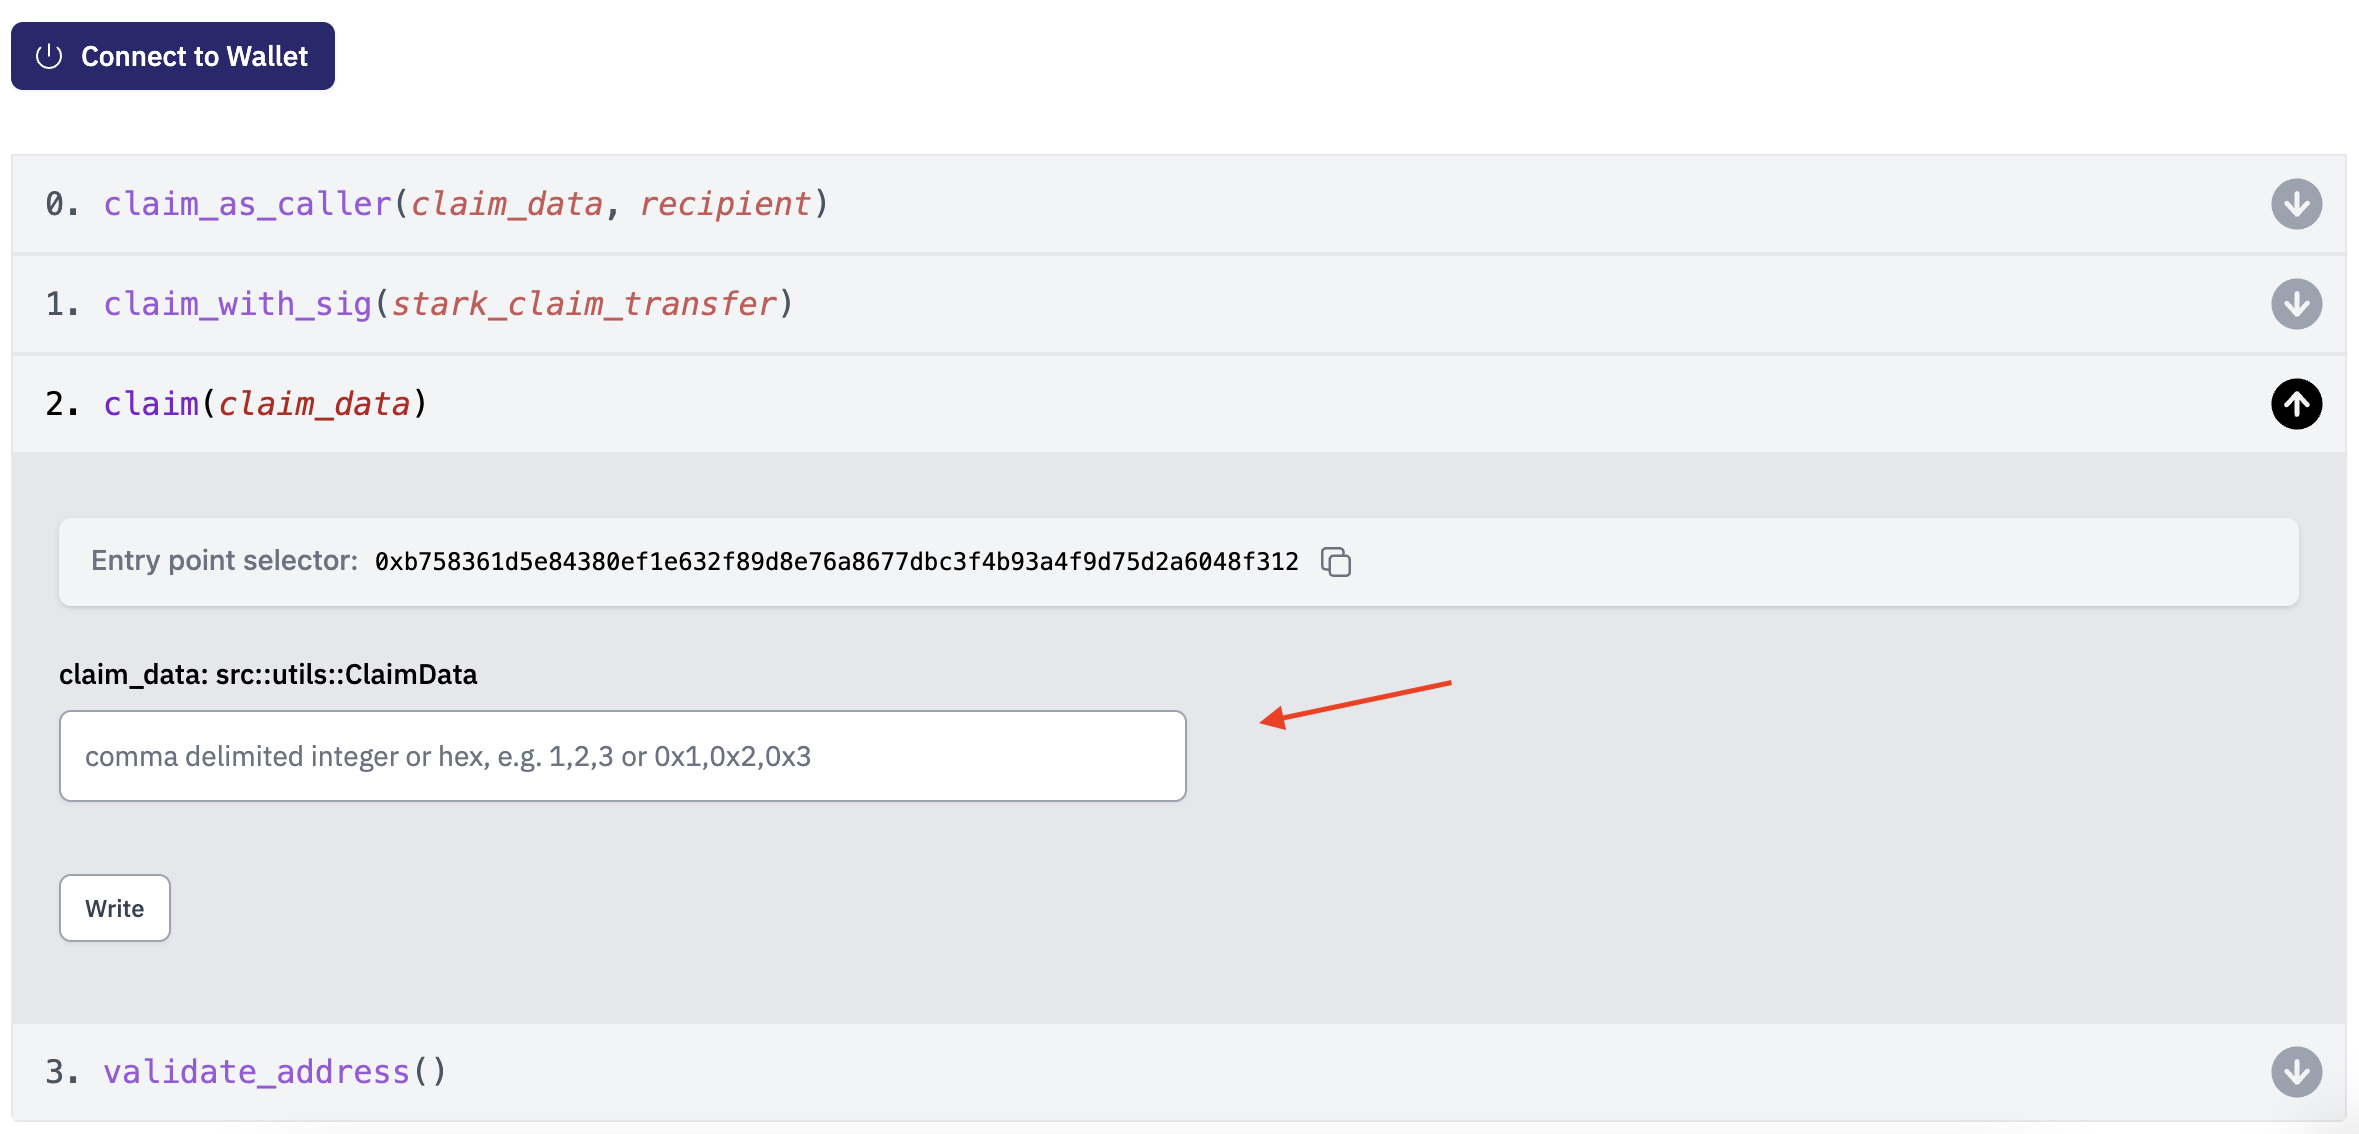 Connect to Wallet
0. claim_as_caller(claim_data, recipient)
1. claim_with_sig(stark_claim_transfer)
2. claim(claim_data)
Entry point selector: 0xb758361d5e84380ef1e632f89d8e76a8677dbc3f4b93a4f9d75d2a6048f312
claim_data: src::utils::ClaimData
comma delimited integer or hex, e.g. 1,2,3 or 0x1,0x2,0x3
Write
3. validate_address()